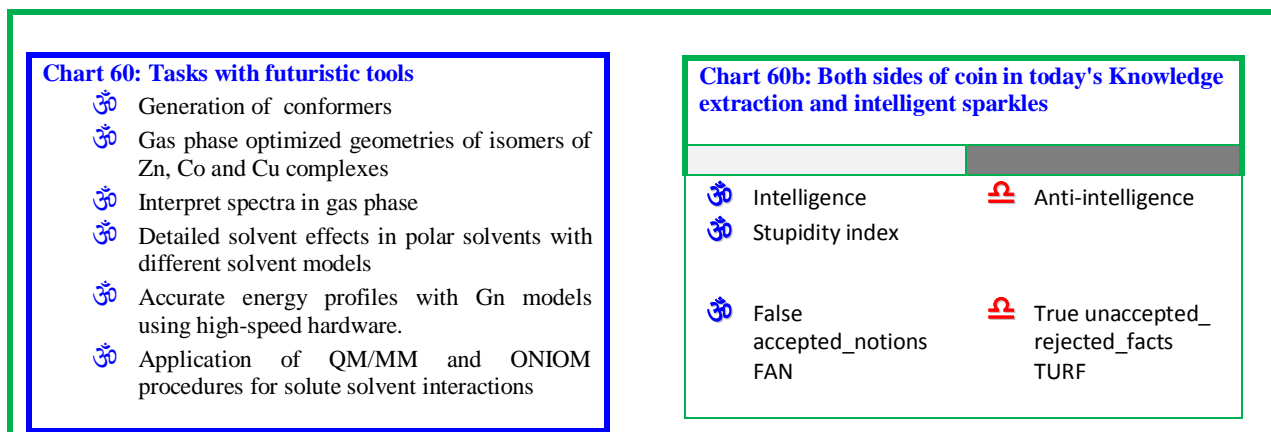 Chart 60: Tasks with futuristic tools
ॐ Generation of conformers
ॐ Gas phase optimized geometries of isomers of
Zn, Co and Cu complexes
ॐ Interpret spectra in gas phase
ॐ Detailed solvent effects in polar solvents with
different solvent models
ॐ Accurate energy profiles with Gn models
using high-speed hardware.
ॐ Application of QM/MM and ONIOM
procedures for solute solvent interactions
Chart 60b: Both sides of coin in today's Knowledge
extraction and intelligent sparkles
ॐ Intelligence ♎ Anti-intelligence
ॐ Stupidity index
ॐ False ♎ True unaccepted_
accepted_notions rejected_facts
FAN TURF